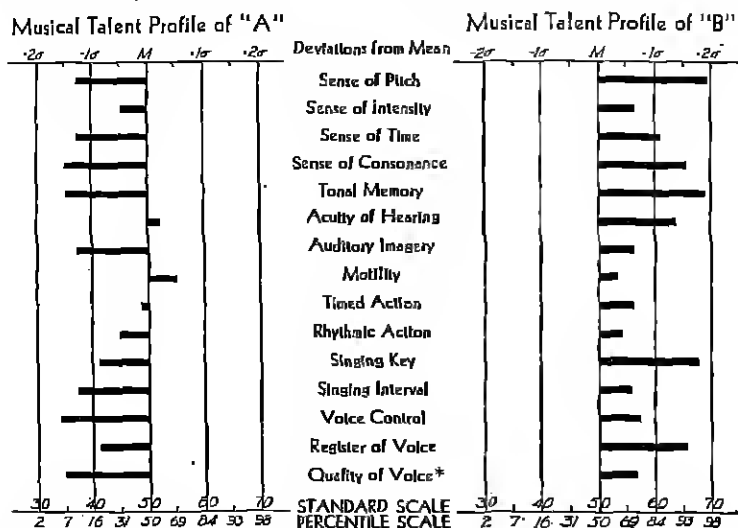 Musical Talent Profile of "A"
Musical Talent Profile of "B"
Deviations from Mean
-2σ -1σ M -1σ -2σ
-2σ -1σ M -1σ -2σ
Sense of Pitch
Sense of Intensity
Sense of Time
Sense of Consonance
Tonal Memory
Acuity of Hearing
Auditory Imagery
Motility
Timed Action
Rhythmic Action
Singing Key
Singing Interval
Voice Control
Register of Voice
Quality of Voice*
30 40 50 60 70 STANDARD SCALE 30 40 50 60 70
2 7 16 31 50 69 84 93 98 PERCENTILE SCALE 2 7 16 31 50 69 84 93 98